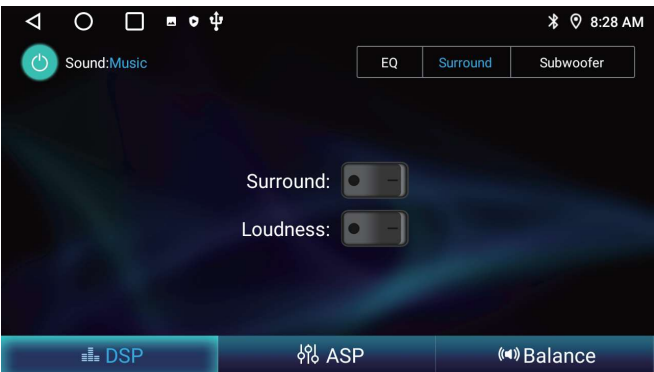 8:28 AM
Sound:Music
EQ
Surround
Subwoofer
Surround:
Loudness:
DSP
ASP
Balance